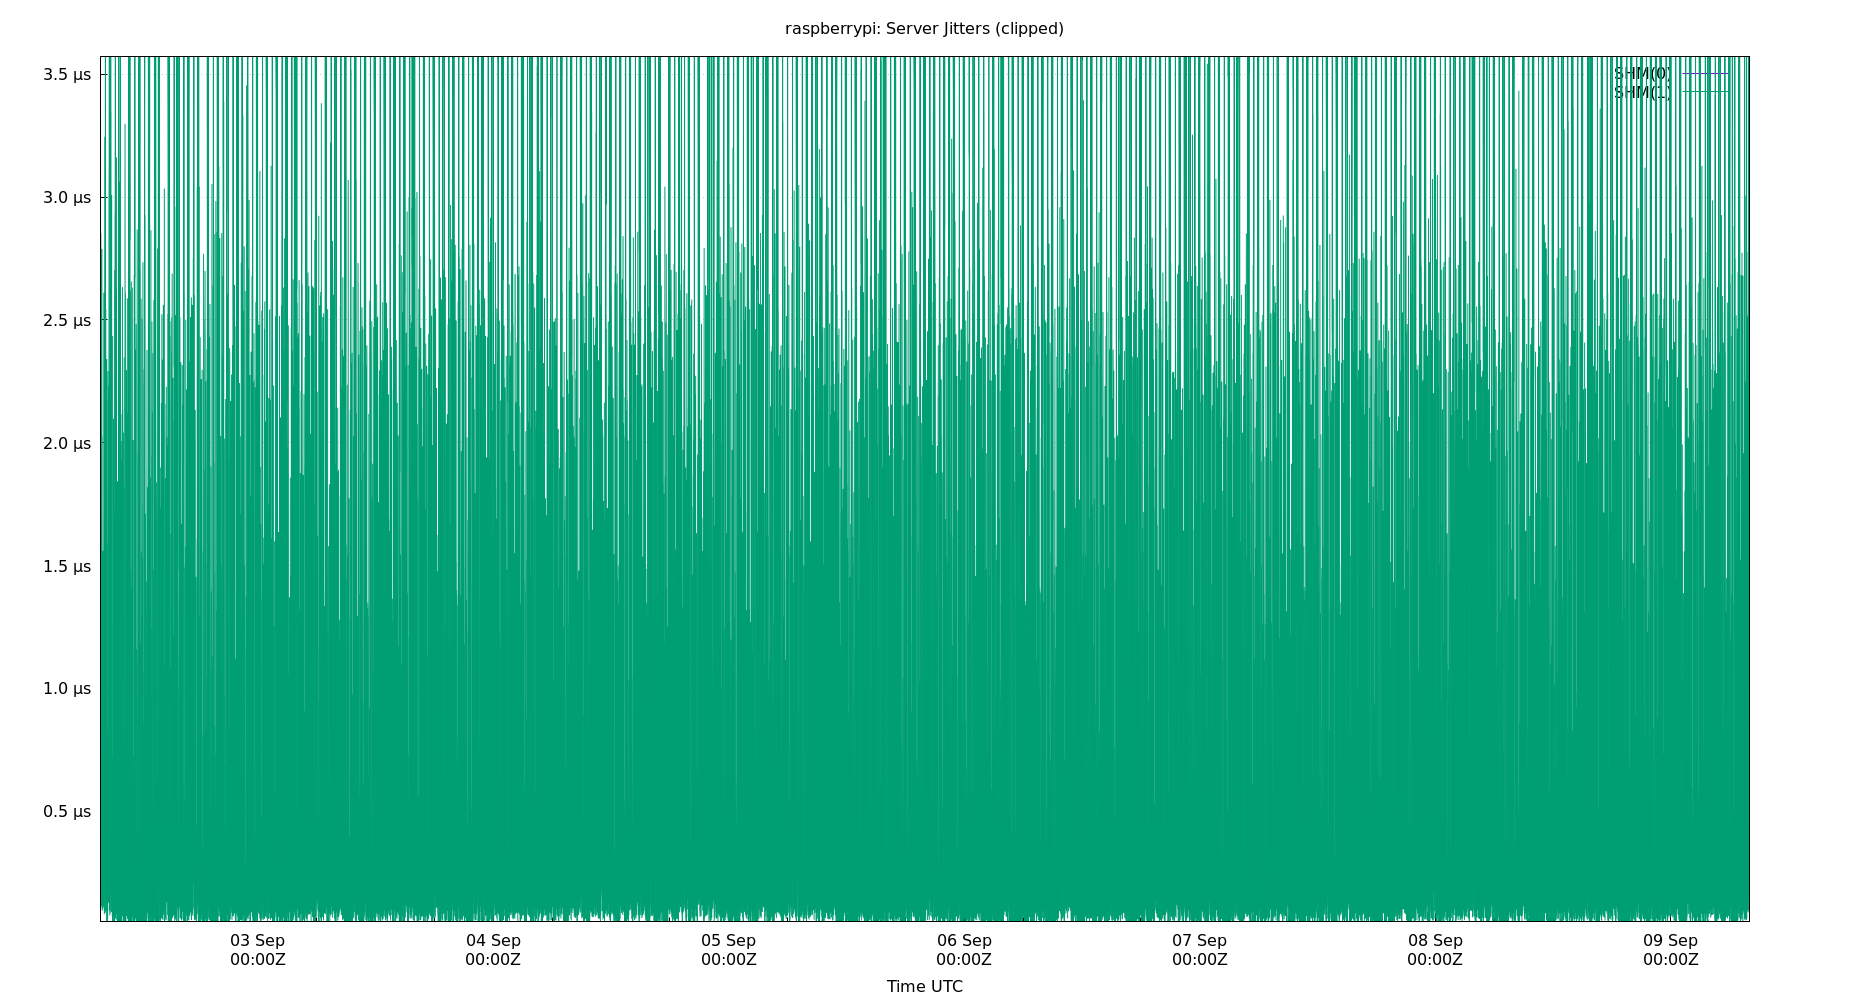 raspberrypi: Server Jitters (clipped)
SHM(0)
SHM(1)
3.5 µs
3.0 µs
2.5 µs
2.0 µs
1.5 µs
1.0 µs
0.5 µs
03 Sep 04 Sep 05 Sep 06 Sep 07 Sep 08 Sep 09 Sep
00:00Z 00:00Z 00:00Z 00:00Z 00:00Z 00:00Z 00:00Z
Time UTC